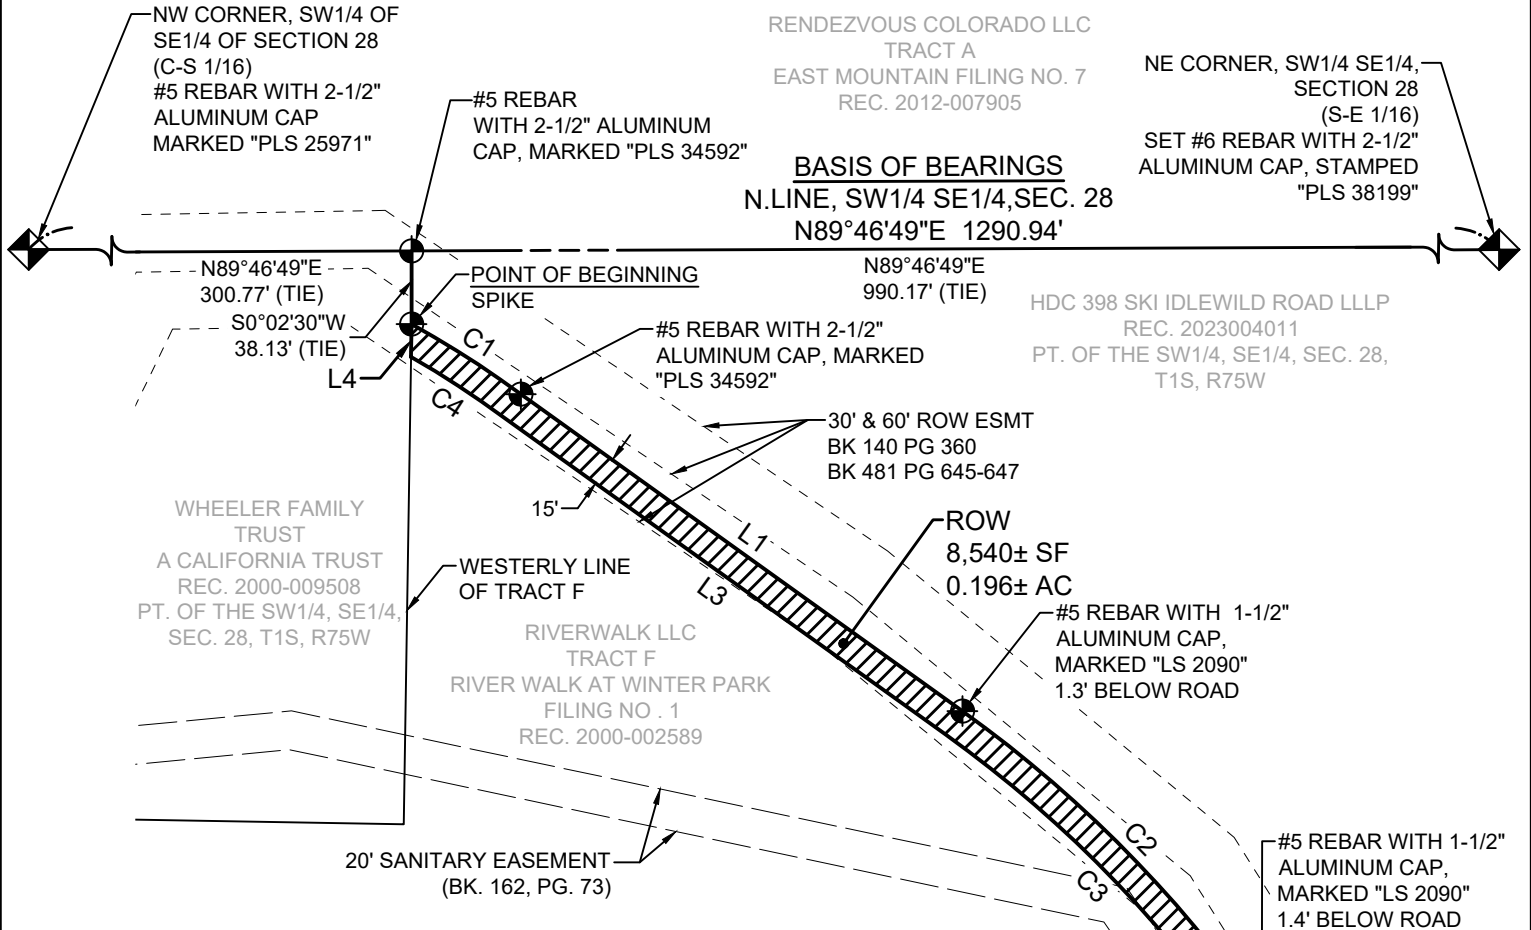 NW CORNER, SW1/4 OF
SE1/4 OF SECTION 28
(C-S 1/16)
#5 REBAR WITH 2-1/2"
ALUMINUM CAP
MARKED "PLS 25971"
#5 REBAR
WITH 2-1/2" ALUMINUM
CAP, MARKED "PLS 34592"
RENDEZVOUS COLORADO LLC
TRACT A
EAST MOUNTAIN FILING NO. 7
REC. 2012-007905
NE CORNER, SW1/4 SE1/4,
SECTION 28
(S-E 1/16)
SET #6 REBAR WITH 2-1/2"
ALUMINUM CAP, STAMPED
"PLS 38199"
BASIS OF BEARINGS
N.LINE, SW1/4 SE1/4,SEC. 28
N89°46'49"E 1290.94'
N89°46'49"E
300.77' (TIE)
S0°02'30"W
38.13' (TIE)
L4
POINT OF BEGINNING
SPIKE
N89°46'49"E
990.17' (TIE)
HDC 398 SKI IDLEWILD ROAD LLLP
REC. 2023004011
PT. OF THE SW1/4, SE1/4, SEC. 28,
T1S, R75W
C1
C4
#5 REBAR WITH 2-1/2"
ALUMINUM CAP, MARKED
"PLS 34592"
30' & 60' ROW ESMT
BK 140 PG 360
BK 481 PG 645-647
15'
L1
L3
ROW
8,540± SF
0.196± AC
WHEELER FAMILY
TRUST
A CALIFORNIA TRUST
REC. 2000-009508
PT. OF THE SW1/4, SE1/4,
SEC. 28, T1S, R75W
WESTERLY LINE
OF TRACT F
RIVERWALK LLC
TRACT F
RIVER WALK AT WINTER PARK
FILING NO . 1
REC. 2000-002589
#5 REBAR WITH 1-1/2"
ALUMINUM CAP,
MARKED "LS 2090"
1.3' BELOW ROAD
20' SANITARY EASEMENT
(BK. 162, PG. 73)
C2
C3
#5 REBAR WITH 1-1/2"
ALUMINUM CAP,
MARKED "LS 2090"
1.4' BELOW ROAD